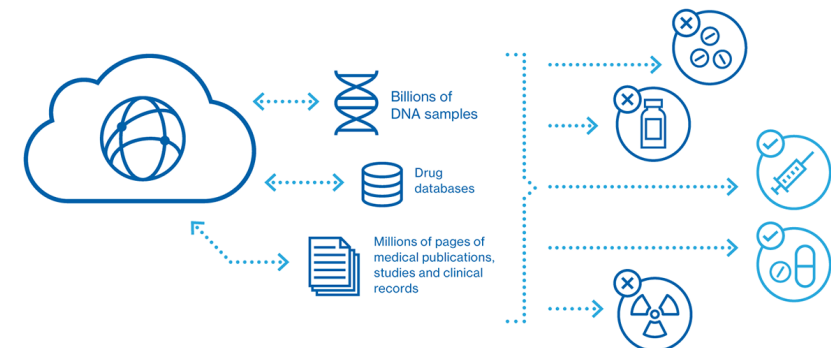 Billions of
DNA samples
Drug
databases
Millions of pages of
medical publications,
studies and clinical
records